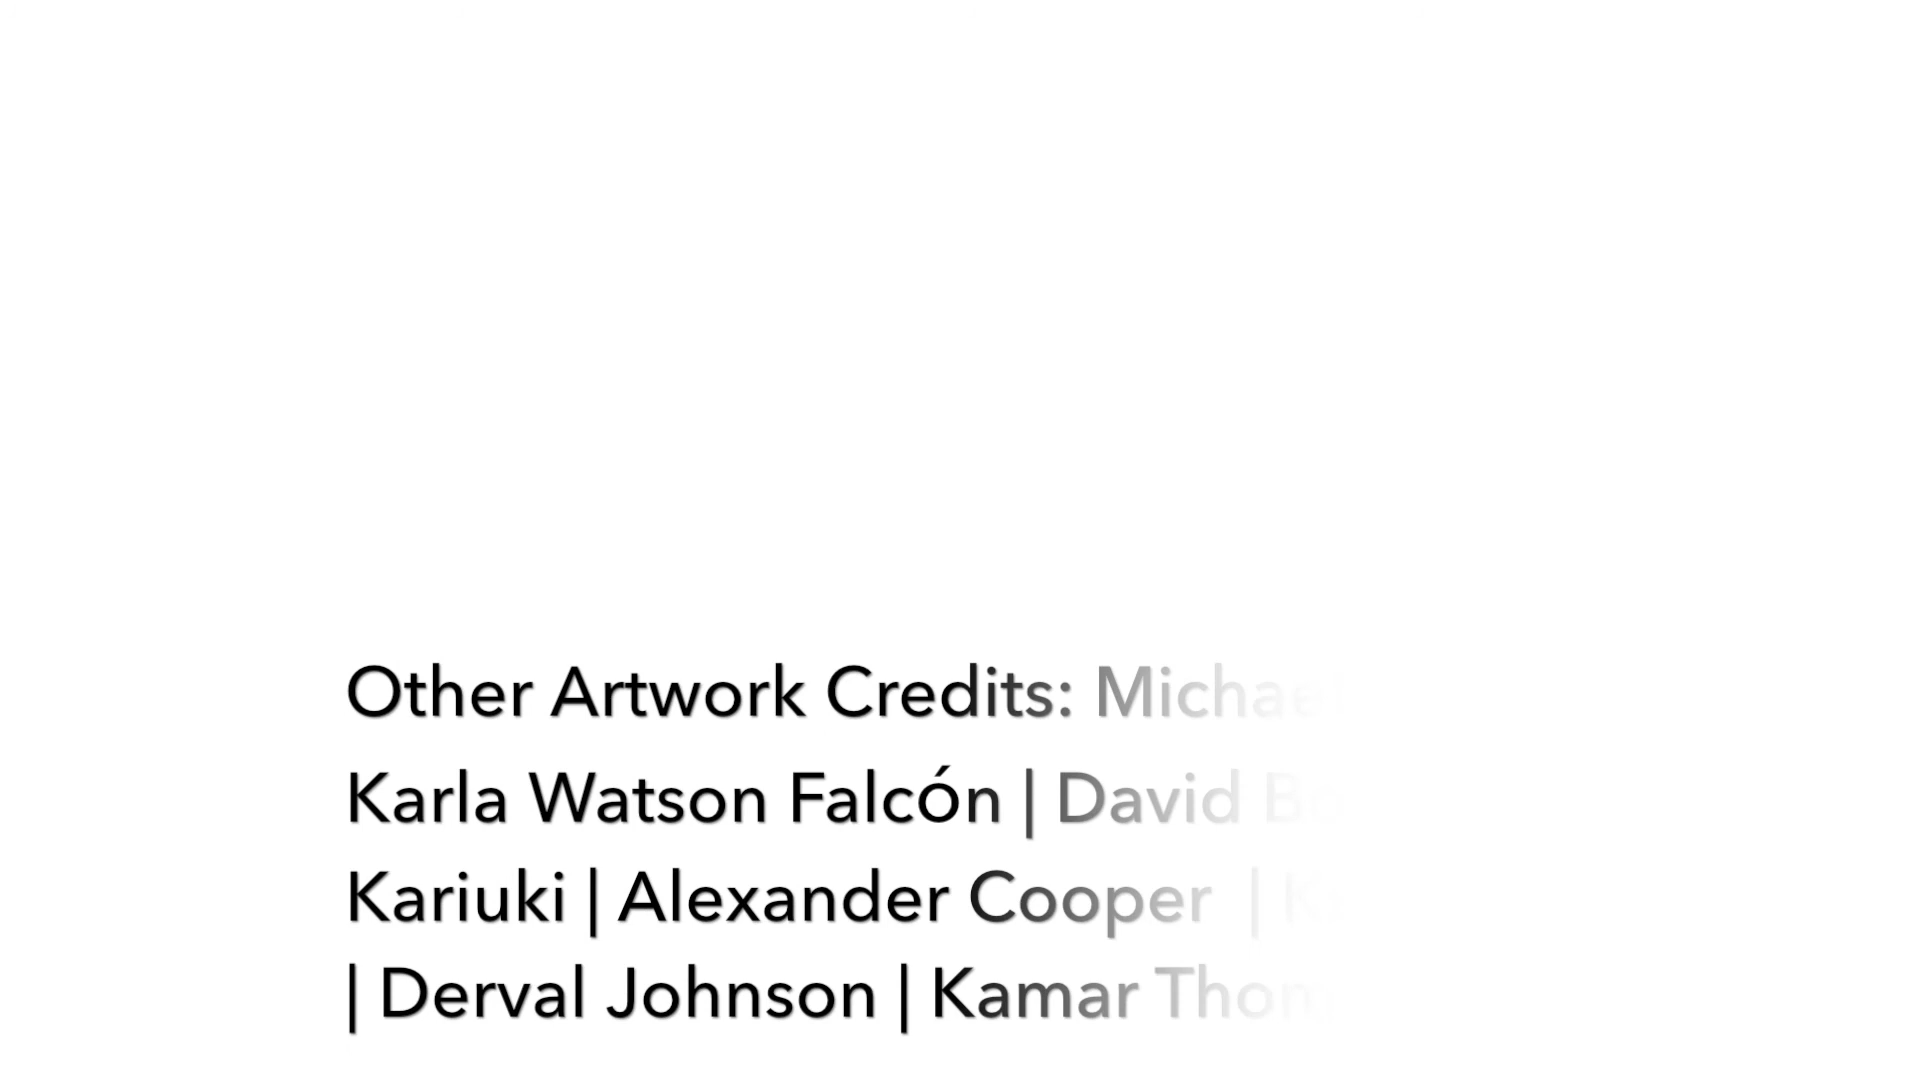 Other Artwork Credits: Michael
Karla Watson Falcón | David
Kariuki | Alexander Cooper |
| Derval Johnson | Kamar